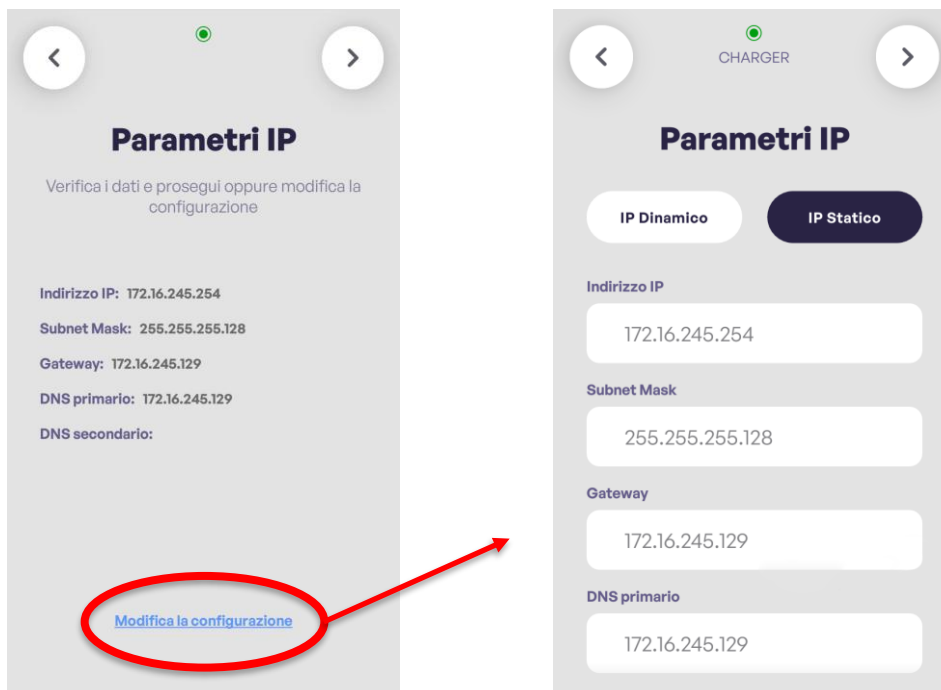 Parametri IP
Verifica i dati e prosegui oppure modifica la
configurazione
Indirizzo IP: 172.16.245.254
Subnet Mask: 255.255.255.128
Gateway: 172.16.245.129
DNS primario: 172.16.245.129
DNS secondario:
Modifica la configurazione
CHARGER
Parametri IP
IP Dinamico
IP Statico
Indirizzo IP
172.16.245.254
Subnet Mask
255.255.255.128
Gateway
172.16.245.129
DNS primario
172.16.245.129